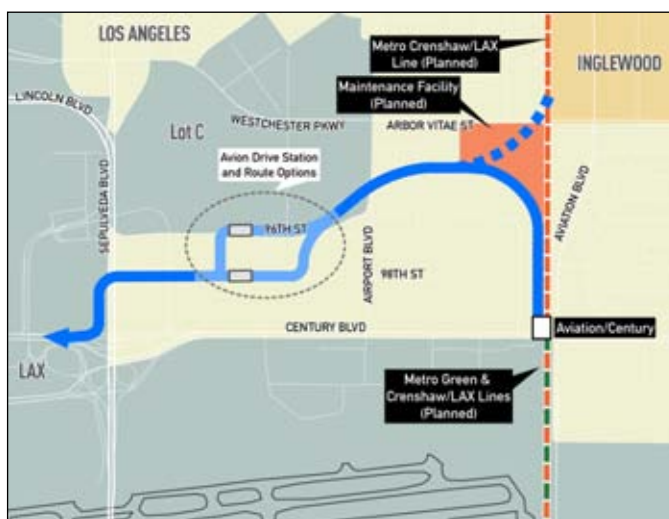 LOS ANGELES
Metro Crenshaw/LAX
Line (Planned)
INGLEWOOD
Maintenance Facility
(Planned)
LINCOLN BLVD
WESTCHESTER PKWY
ARBOR VITAE ST
Lot C
Avion Drive Station
and Route Options
SEPULVEDA BLVD
AVIATION BLVD
96TH ST
AIRPORT BLVD
98TH ST
CENTURY BLVD
Aviation/Century
LAX
Metro Green &
Crenshaw/LAX Lines
(Planned)